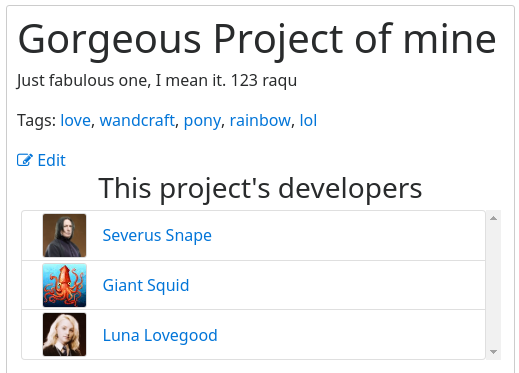 Gorgeous Project of mine
Just fabulous one, I mean it. 123 raqu
Tags: love, wandcraft, pony, rainbow, lol
Edit
This project's developers
Severus Snape
Giant Squid
Luna Lovegood